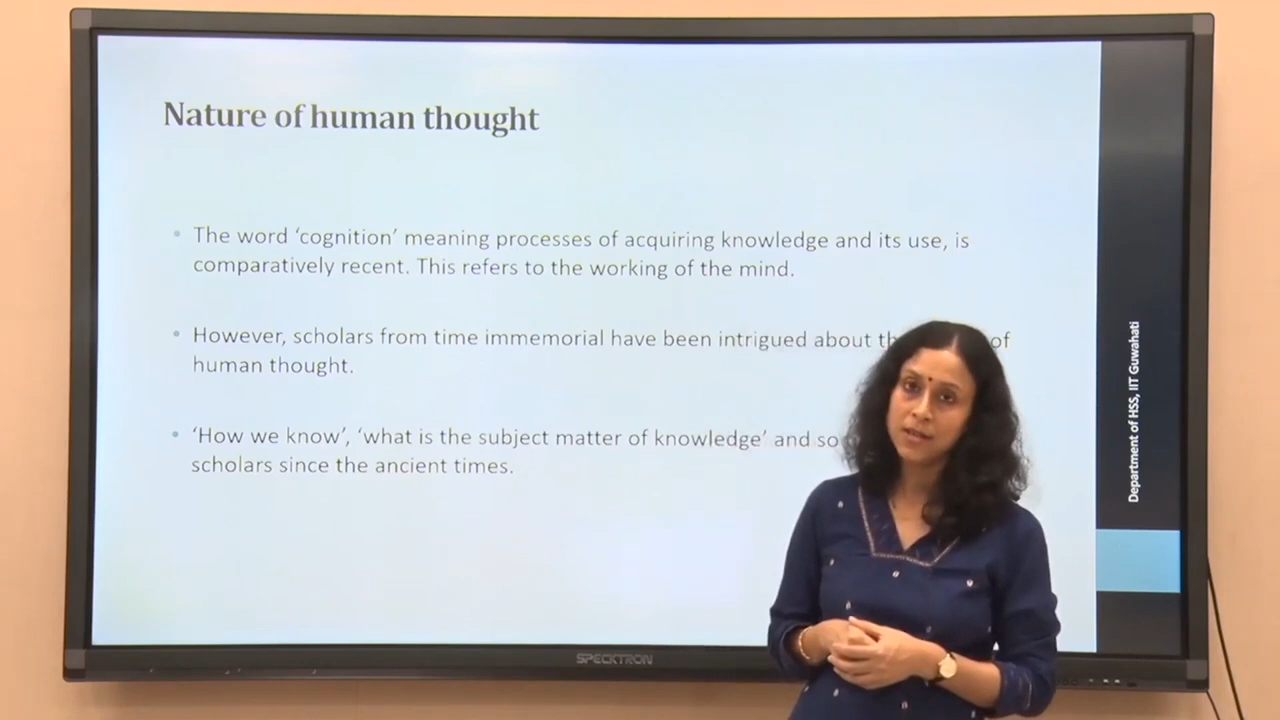 Nature of human thought
• The word ‘cognition’ meaning processes of acquiring knowledge and its use, is
comparatively recent. This refers to the working of the mind.
• However, scholars from time immemorial have been intrigued about of
human thought.
• ‘How we know’, ‘what is the subject matter of knowledge’ and so
scholars since the ancient times.
Department of HSS, IIT Guwahati
SPECKTRON